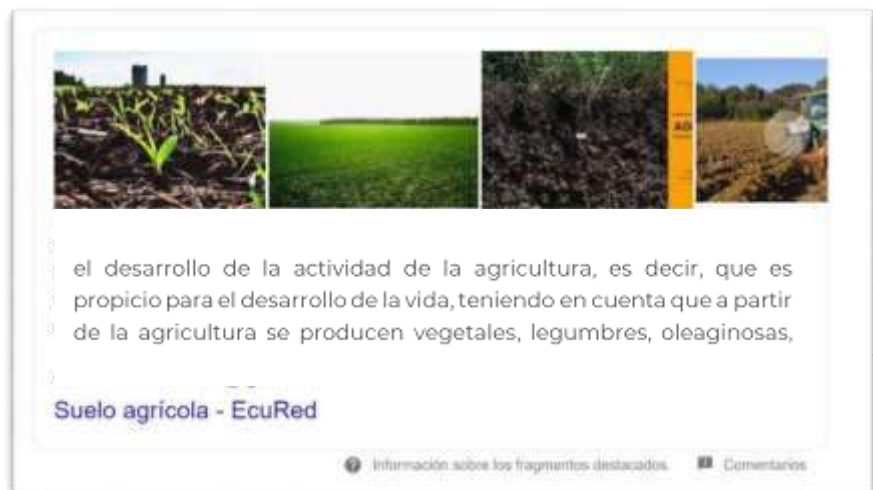 AG
el desarrollo de la actividad de la agricultura, es decir, que es
propicio para el desarrollo de la vida, teniendo en cuenta que a partir
de la agricultura se producen vegetales, legumbres, oleaginosas,
Suelo agrícola - EcuRed
Información sobre los fragmentos destacados Comentarios